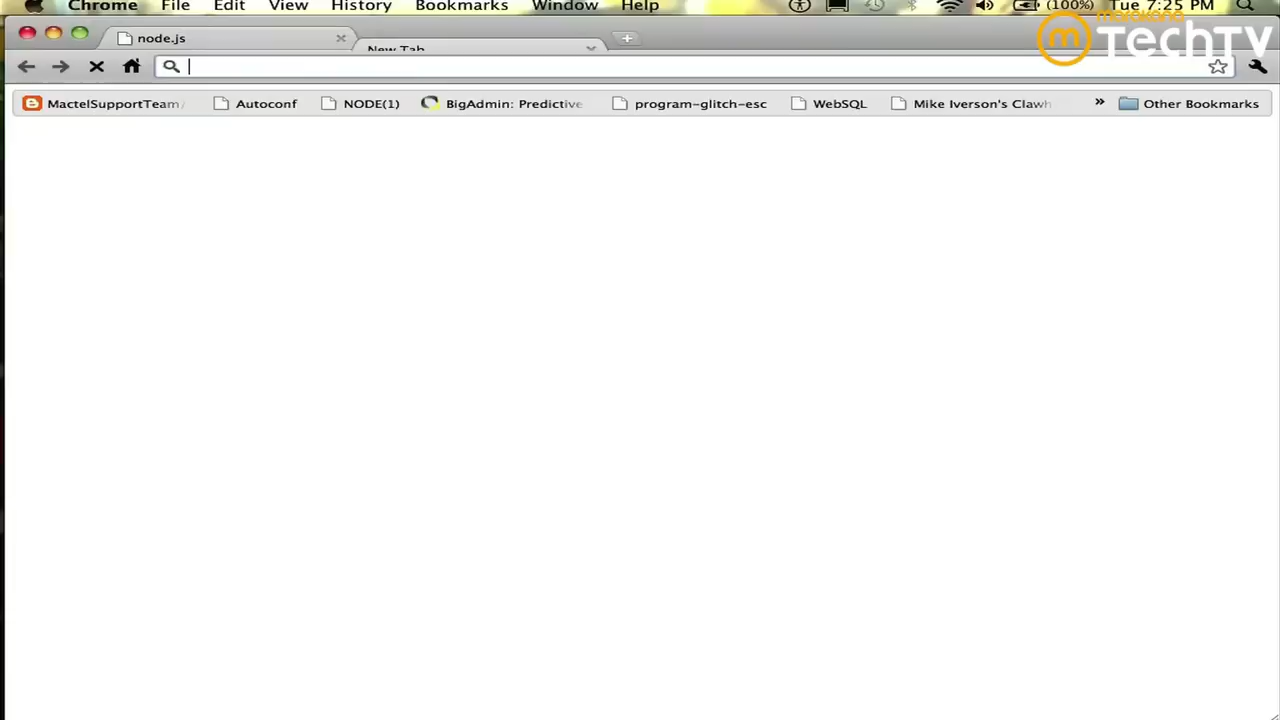 Chrome File Edit View History Bookmarks Window Help (100%) Tue 7:25 PM
marakana
TechTV
node.js
New Tab
MactelSupportTeam/ Autoconf NODE(1) BigAdmin: Predictive program-glitch-esc WebSQL Mike Iverson's Clawh » Other Bookmarks